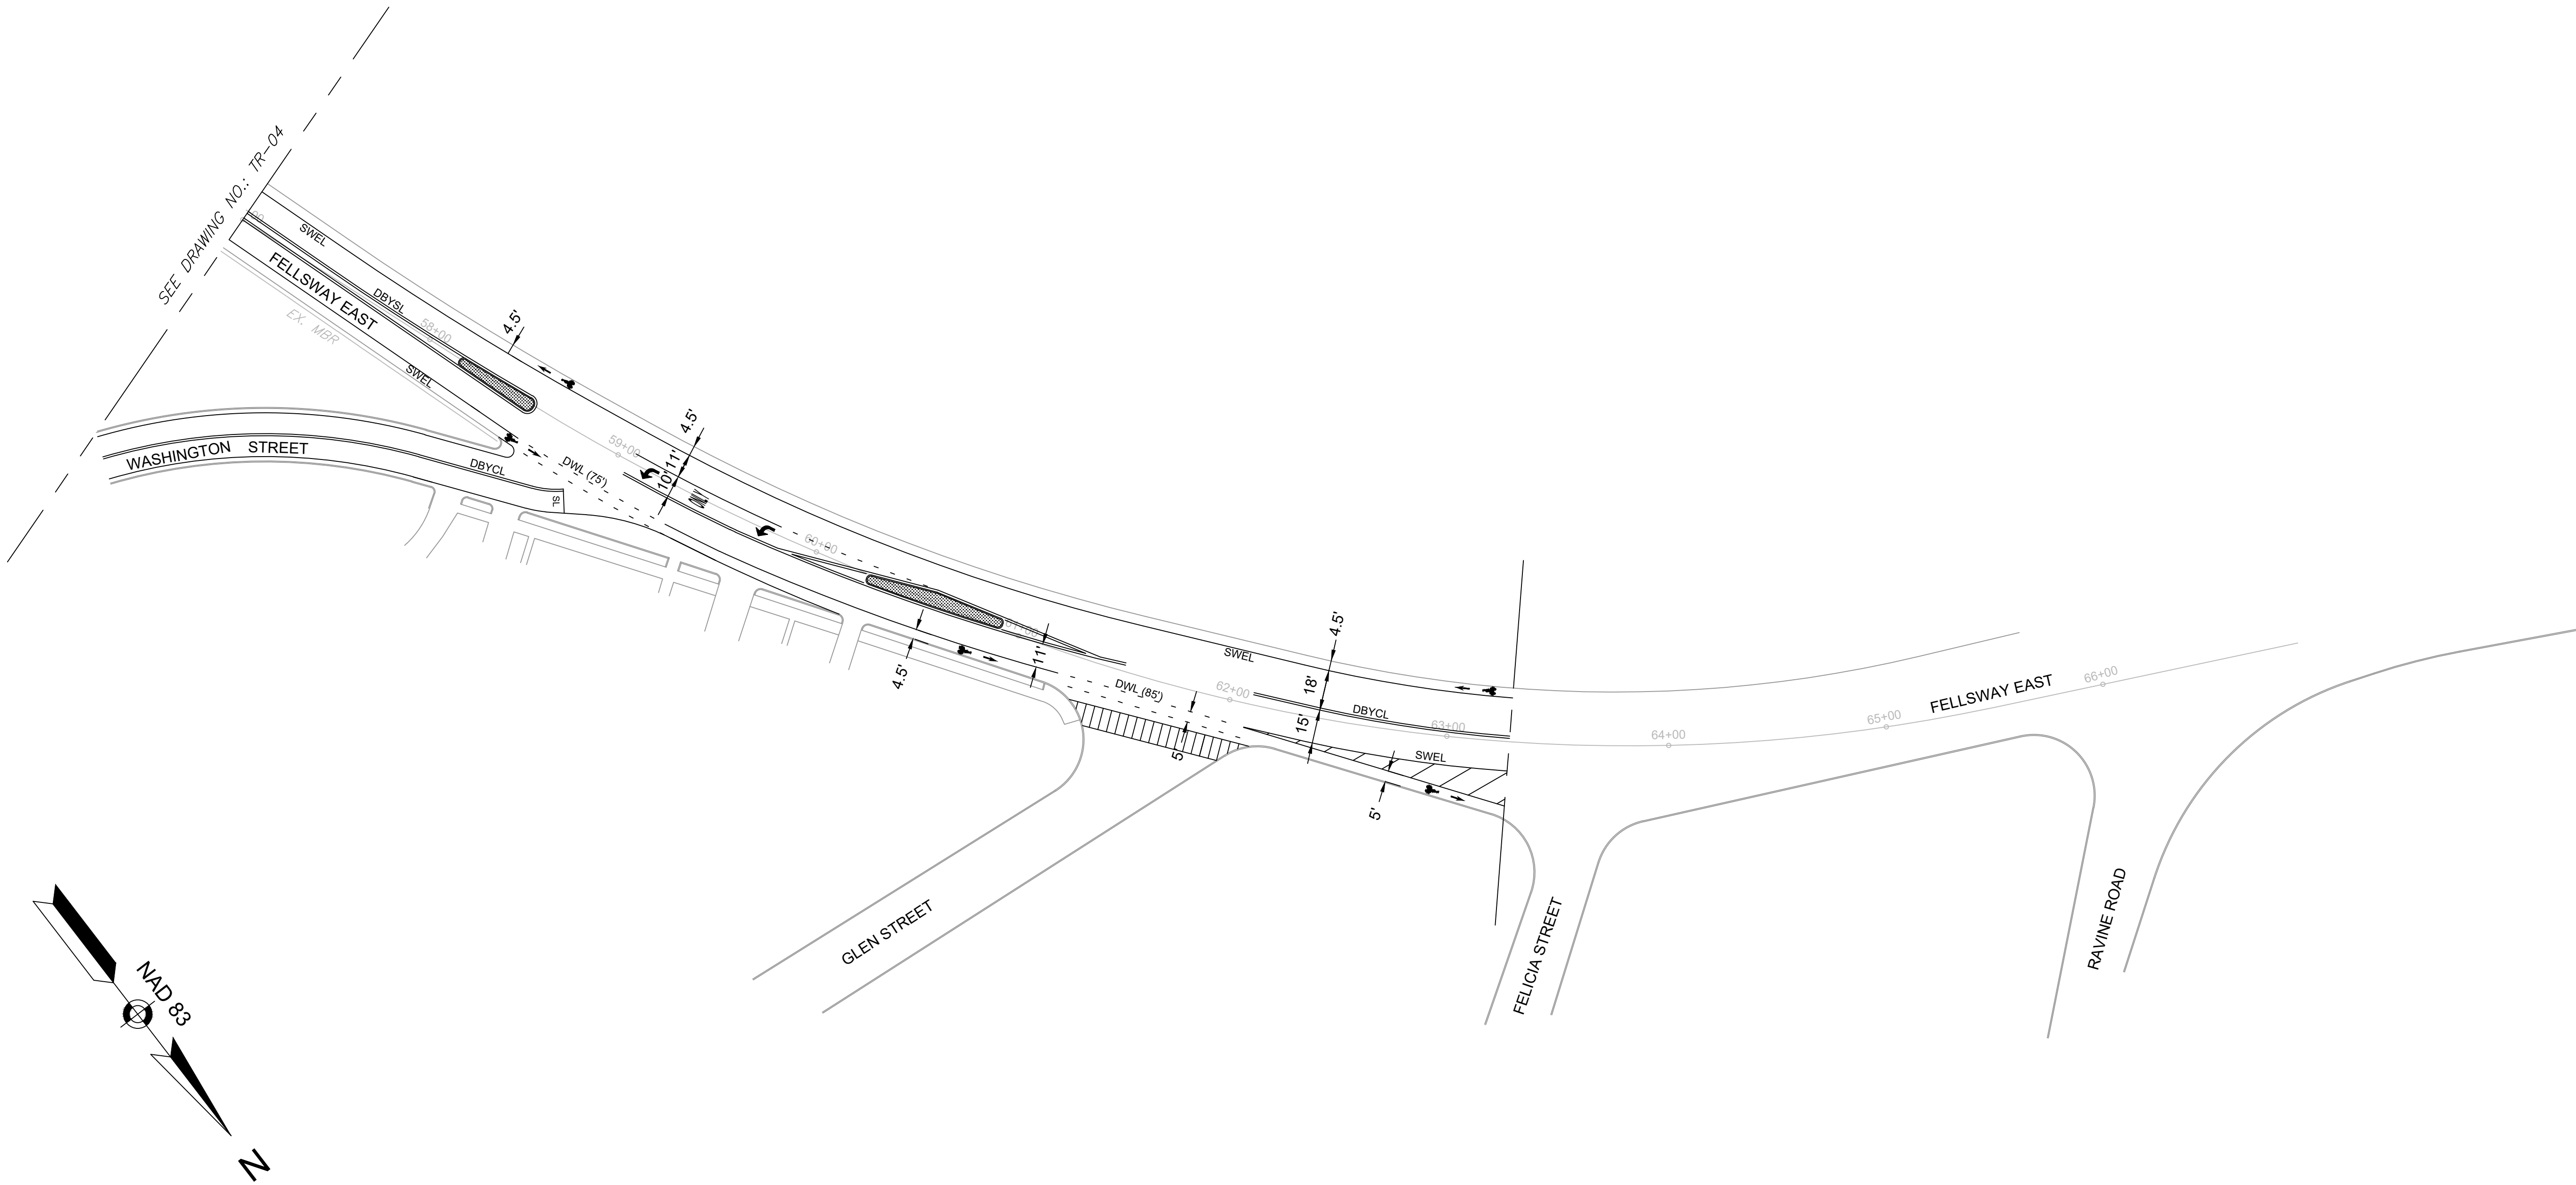 SEE DRAWING NO.: TR-04
00
SWEL
FELLSWAY EAST
DBYSL
58+00
EX. MBR
SWEL
4.5'
WASHINGTON STREET
DBYCL
SL
DWL (75')
59+00
4.5'
11'
10'
60+00
4.5'
11'
DWL (85')
5'
62+00
SWEL
4.5'
18'
15'
DBYCL
63+00
SWEL
5'
64+00
65+00
FELLSWAY EAST
66+00
GLEN STREET
FELICIA STREET
RAVINE ROAD
NAD 83
N